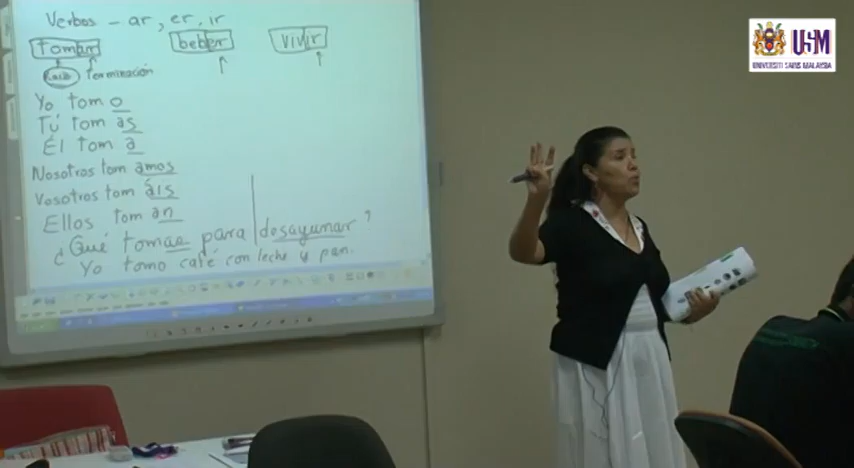 Verbos - ar, er, ir
tomar beber vivir
Raíz Terminación
Yo tom o
Tú tom as
Él tom a
Nosotros tom amos
Vosotros tom áis
Ellos tom an
¿Qué tomas para desayunar?
Yo tomo café con leche y pan.
USM
UNIVERSITI SAINS MALAYSIA